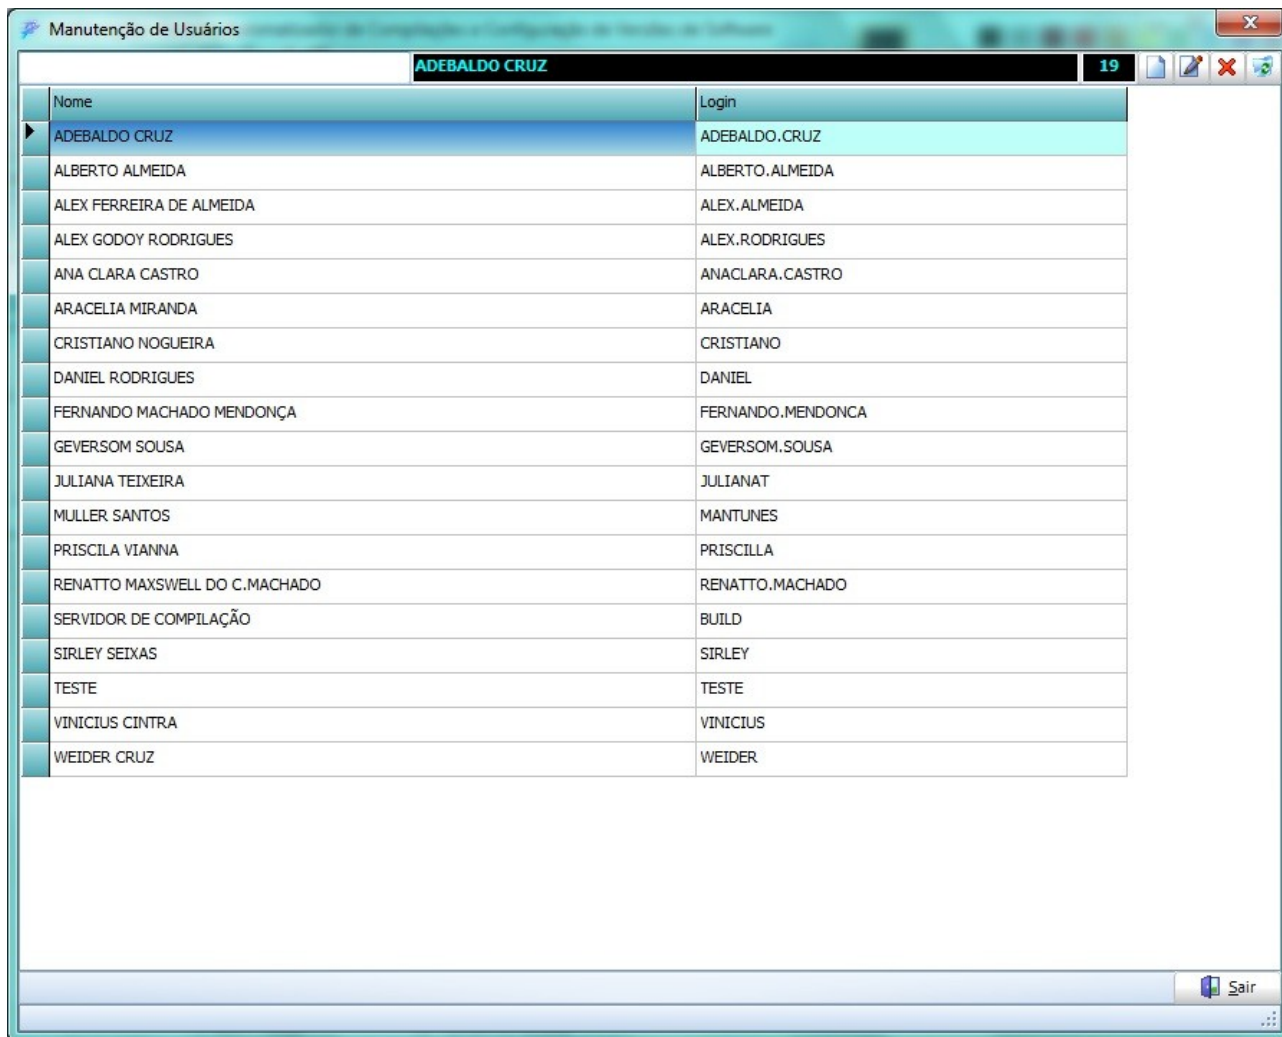 Manutenção de Usuários
ADEBALDO CRUZ 19
Nome Login
ADEBALDO CRUZ ADEBALDO.CRUZ
ALBERTO ALMEIDA ALBERTO.ALMEIDA
ALEX FERREIRA DE ALMEIDA ALEX.ALMEIDA
ALEX GODOY RODRIGUES ALEX.RODRIGUES
ANA CLARA CASTRO ANACLARA.CASTRO
ARACELIA MIRANDA ARACELIA
CRISTIANO NOGUEIRA CRISTIANO
DANIEL RODRIGUES DANIEL
FERNANDO MACHADO MENDONÇA FERNANDO.MENDONCA
GEVERSOM SOUSA GEVERSOM.SOUSA
JULIANA TEIXEIRA JULIANAT
MULLER SANTOS MANTUNES
PRISCILA VIANNA PRISCILLA
RENATTO MAXSWELL DO C.MACHADO RENATTO.MACHADO
SERVIDOR DE COMPILAÇÃO BUILD
SIRLEY SEIXAS SIRLEY
TESTE TESTE
VINICIUS CINTRA VINICIUS
WEIDER CRUZ WEIDER
Sair